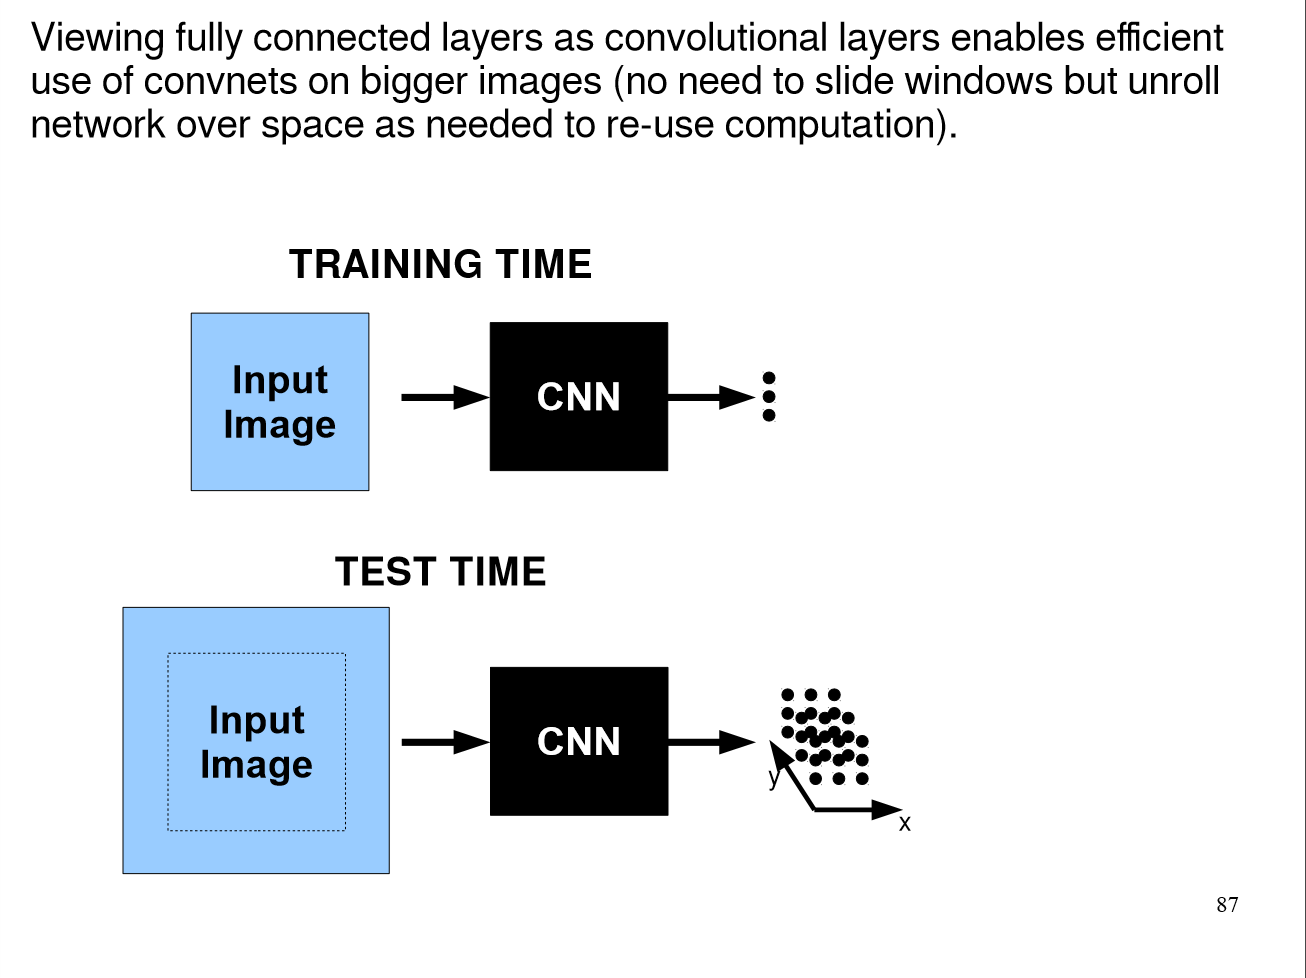 Viewing fully connected layers as convolutional layers enables efficient
use of convnets on bigger images (no need to slide windows but unroll
network over space as needed to re-use computation).
TRAINING TIME
Input
Image
CNN
TEST TIME
Input
Image
CNN
y
x
87